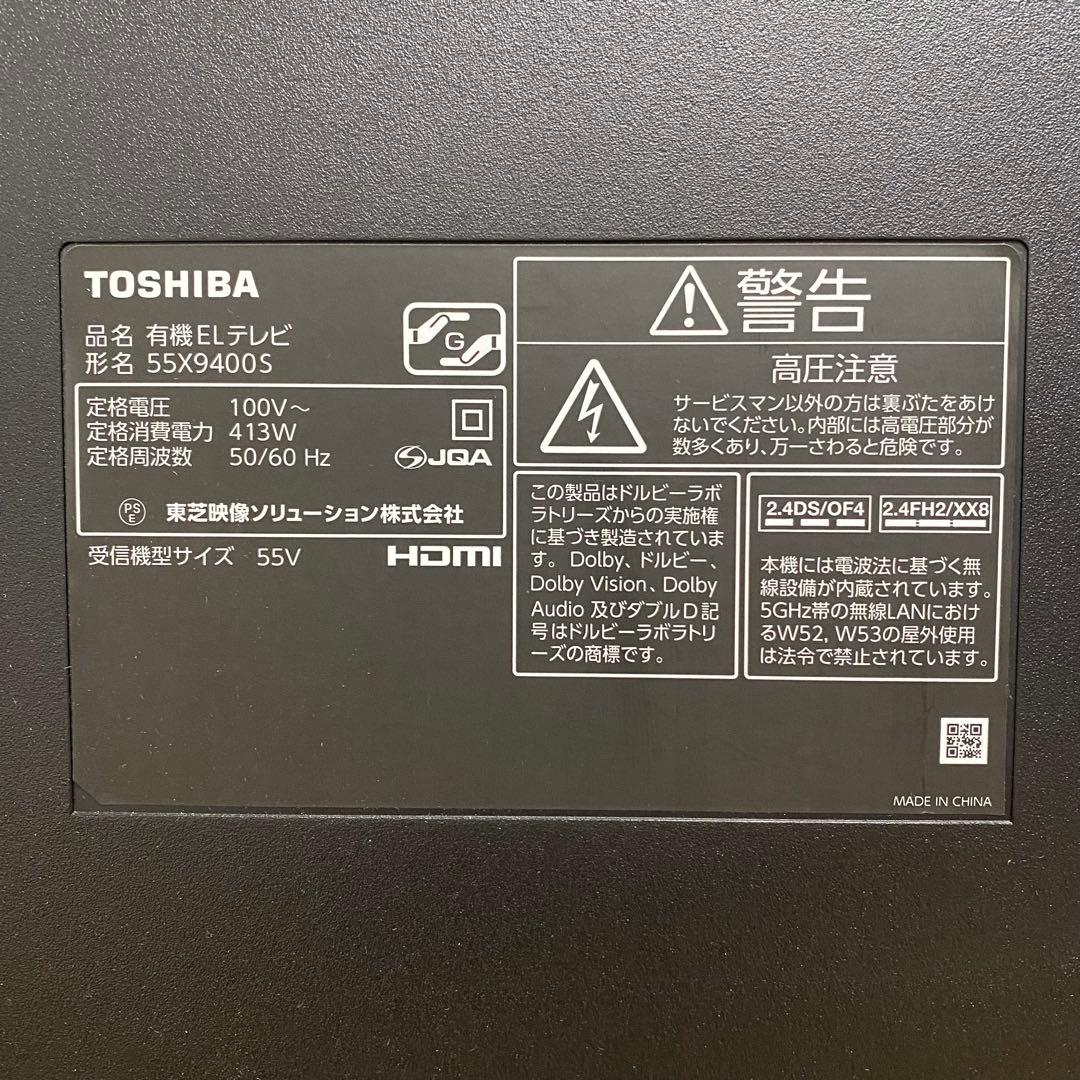 TOSHIBA
品名 有機ELテレビ
形名 55X9400S
G
定格電圧 100V～
定格消費電力 413W
定格周波数 50/60 Hz
JQA
PS
E
東芝映像ソリューション株式会社
受信機型サイズ 55V
HDMI
警告
高圧注意
サービスマン以外の方は裏ぶたをあけ
ないでください。内部には高電圧部分が
数多くあり、万一さわると危険です。
この製品はドルビーラボ
ラトリーズからの実施権
に基づき製造されていま
す。Dolby、ドルビー、
Dolby Vision、Dolby
Audio 及びダブルD記
号はドルビーラボラトリ
ーズの商標です。
2.4DS/OF4
2.4FH2/XX8
本機には電波法に基づく無
線設備が内蔵されています。
5GHz帯の無線LANにおけ
るW52, W53の屋外使用
は法令で禁止されています。
MADE IN CHINA